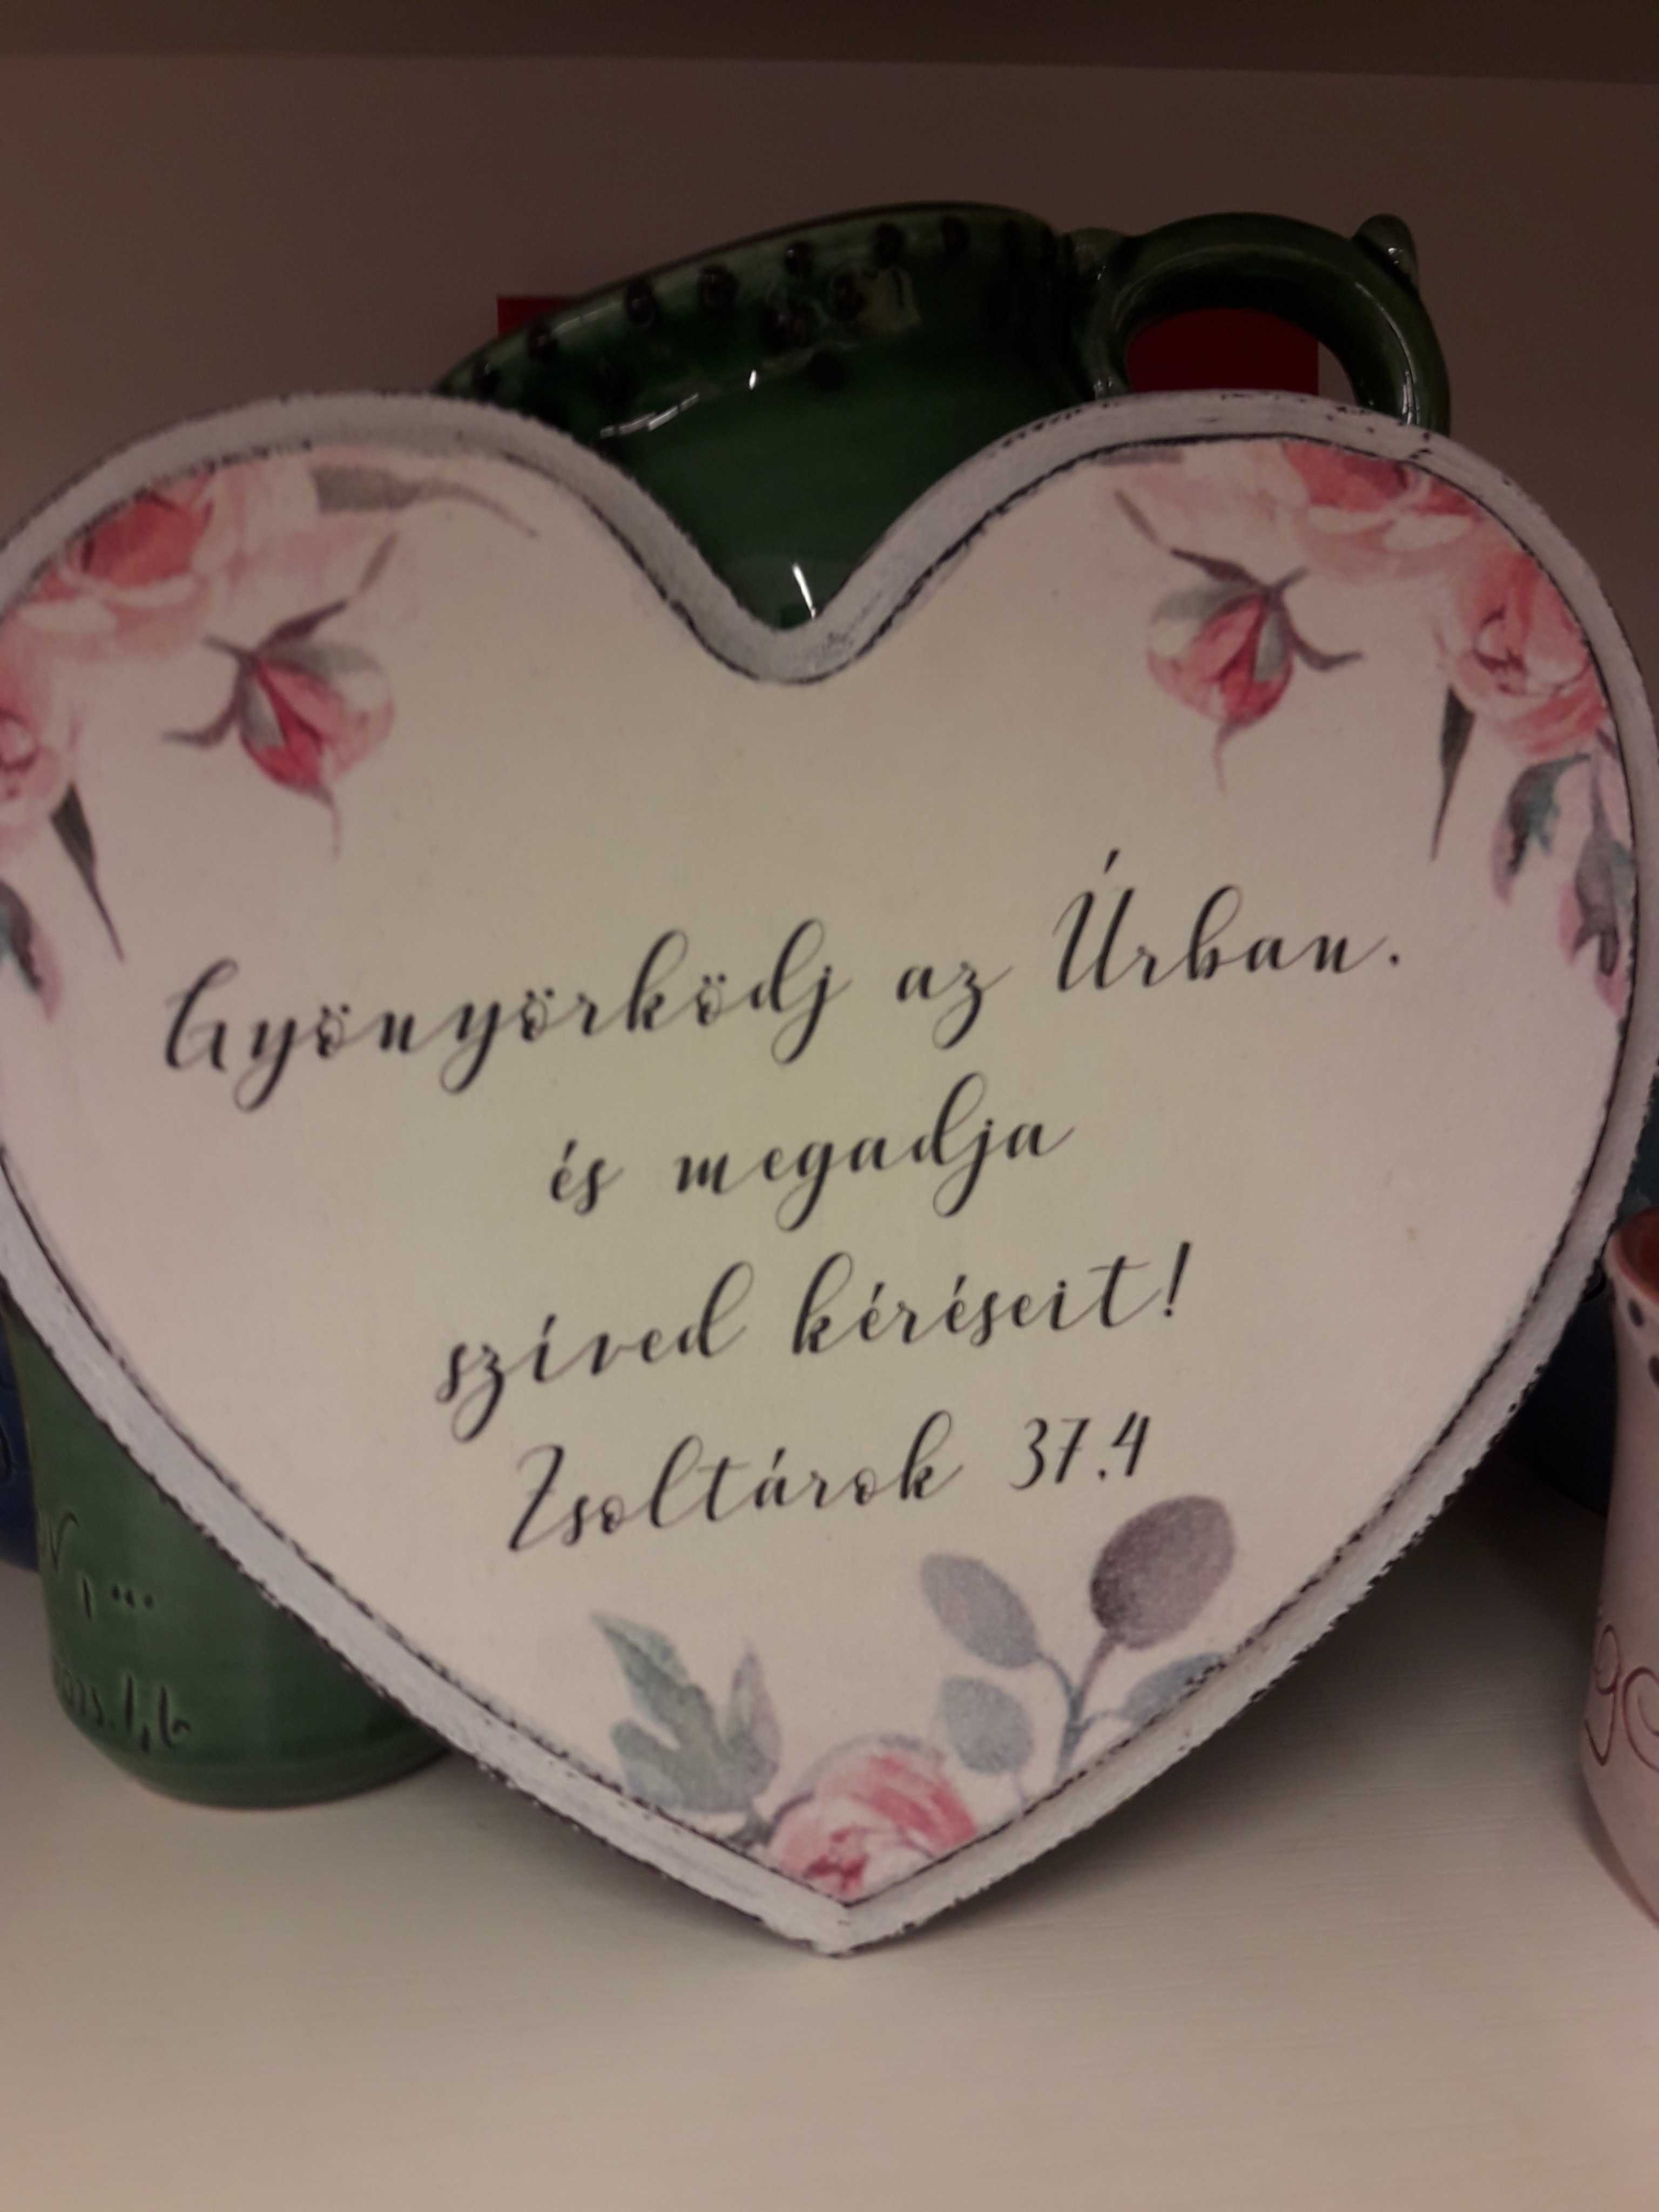 Gyönyörködj az Úrban.
és megadja
szíved kéréseit!
Zsoltárok 37.4